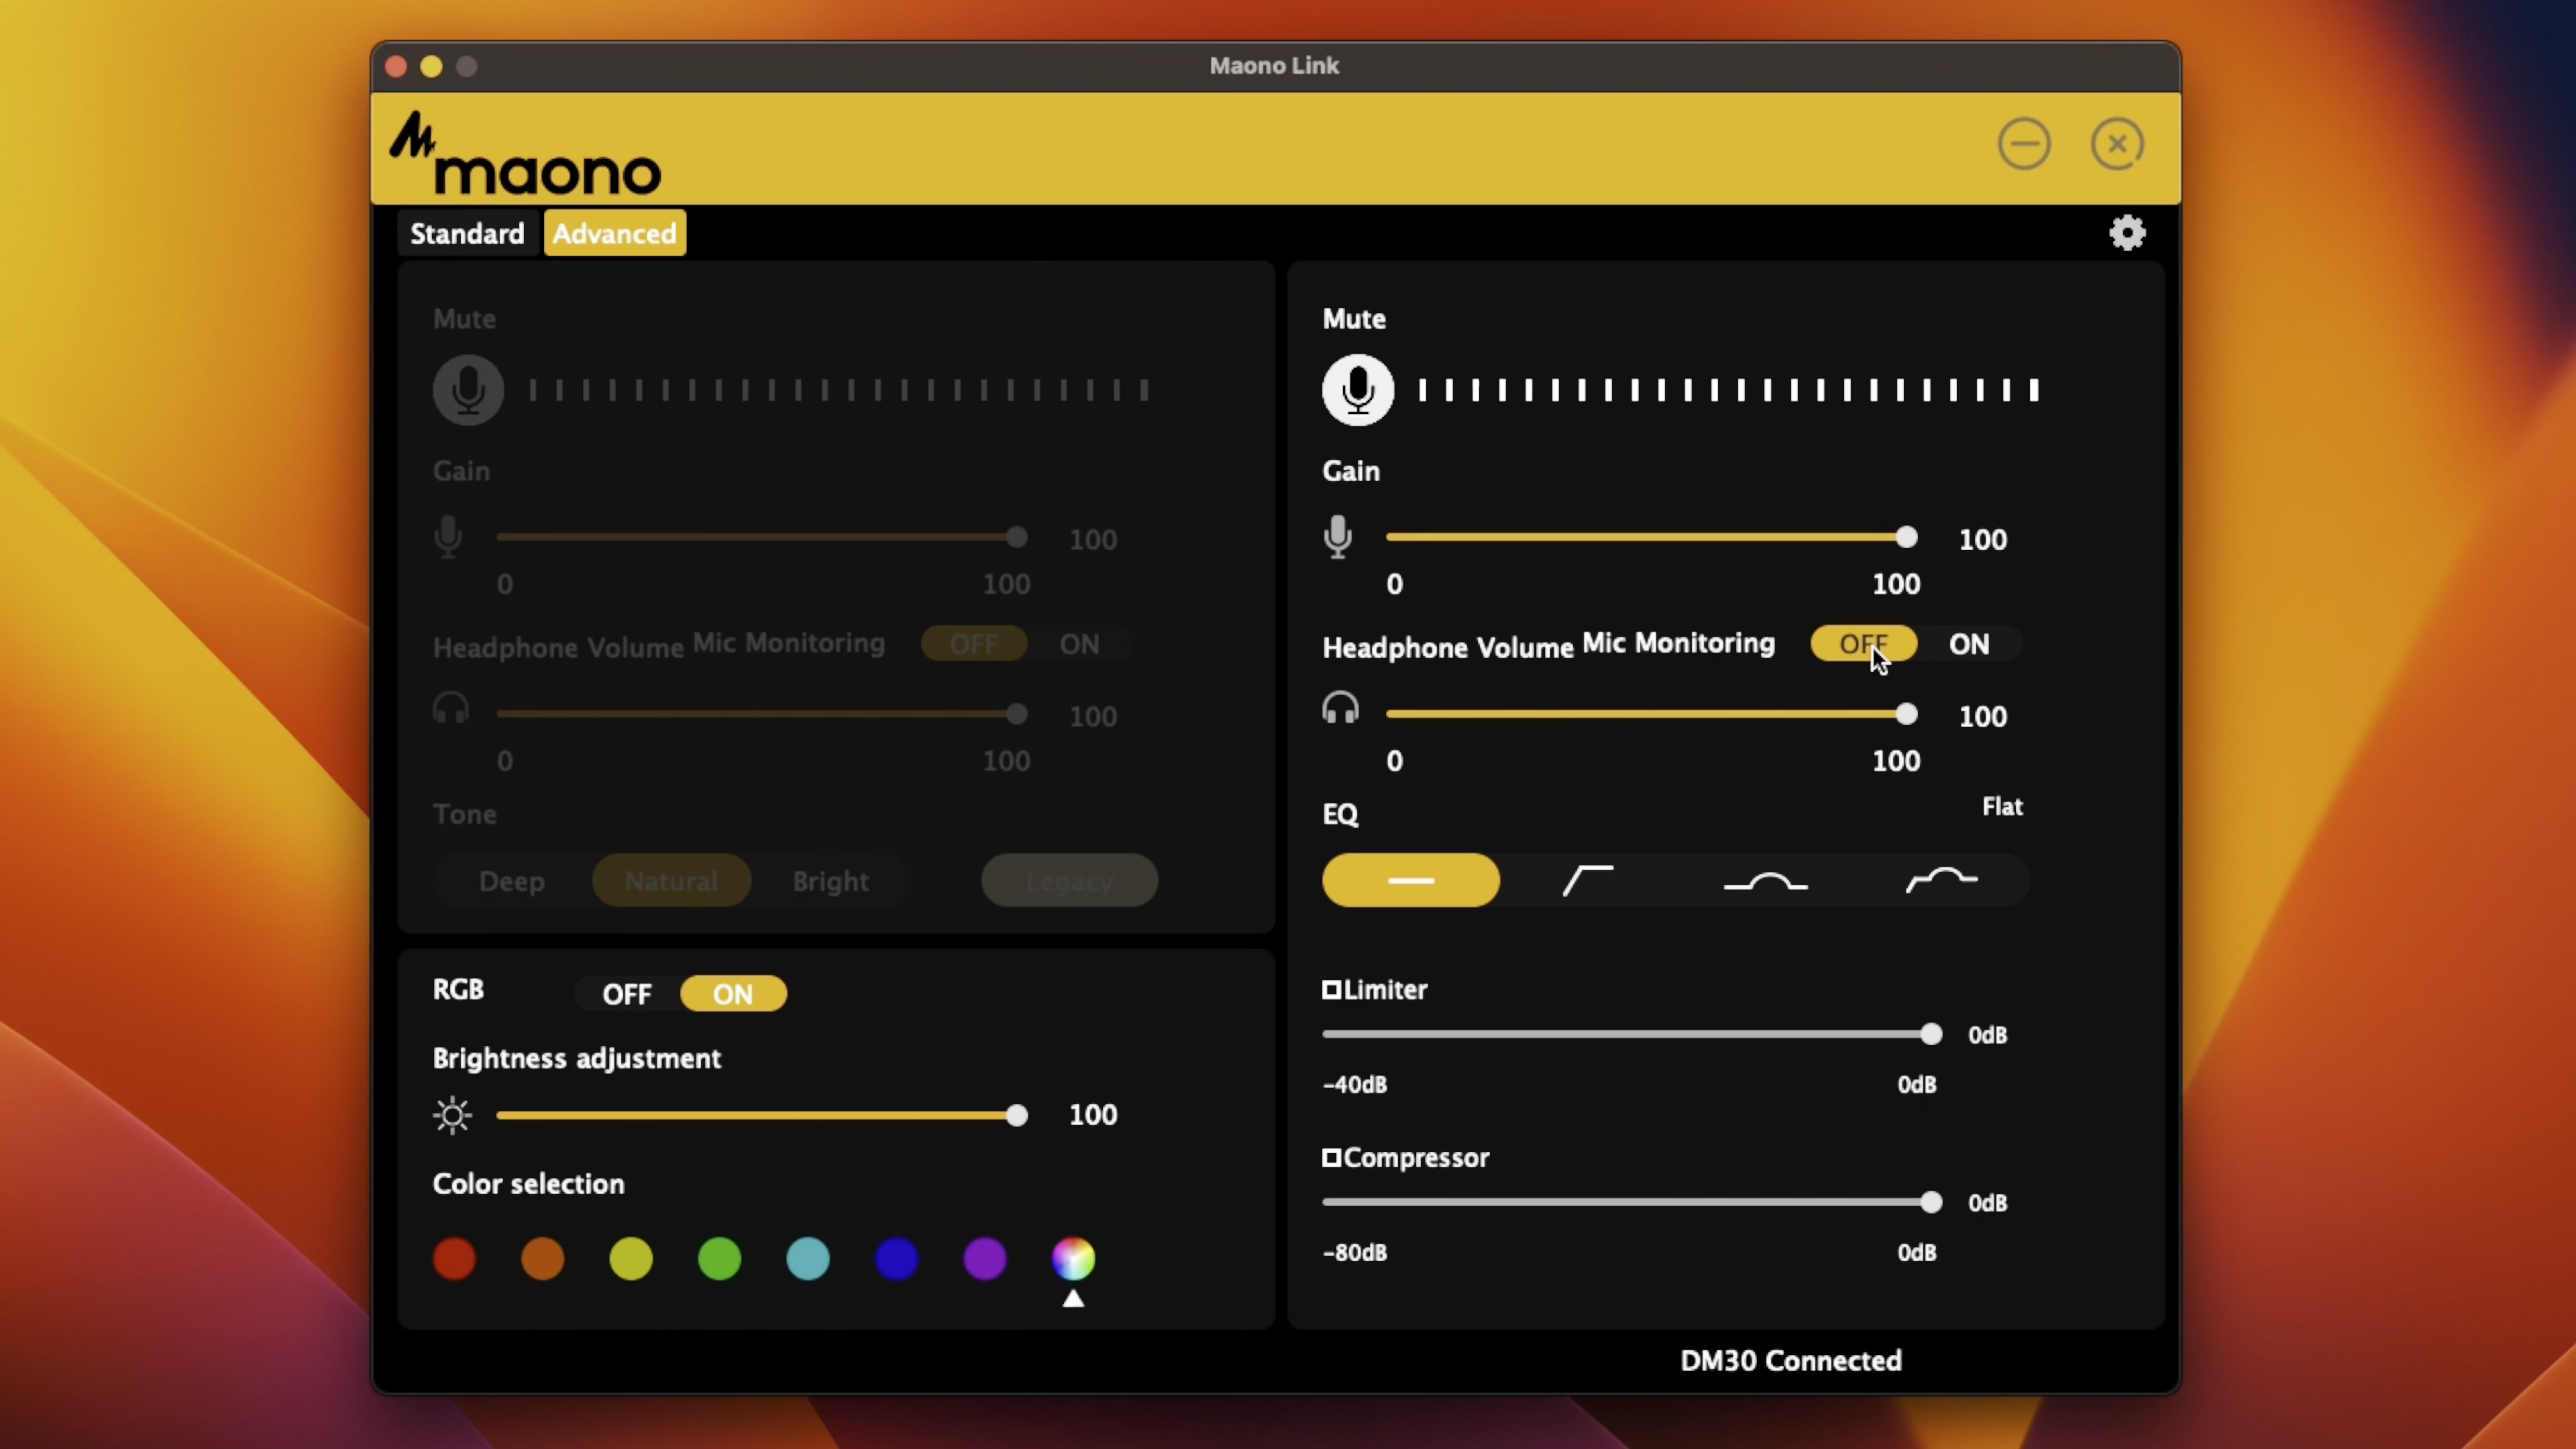 Maono Link
maono
Standard Advanced
Mute
Gain
100
0 100
Headphone Volume Mic Monitoring OFF ON
100
0 100
Tone
Deep Natural Bright Legacy
RGB OFF ON
Brightness adjustment
100
Color selection
Mute
Gain
100
0 100
Headphone Volume Mic Monitoring OFF ON
100
0 100
EQ Flat
Limiter
0dB
-40dB 0dB
Compressor
0dB
-80dB 0dB
DM30 Connected